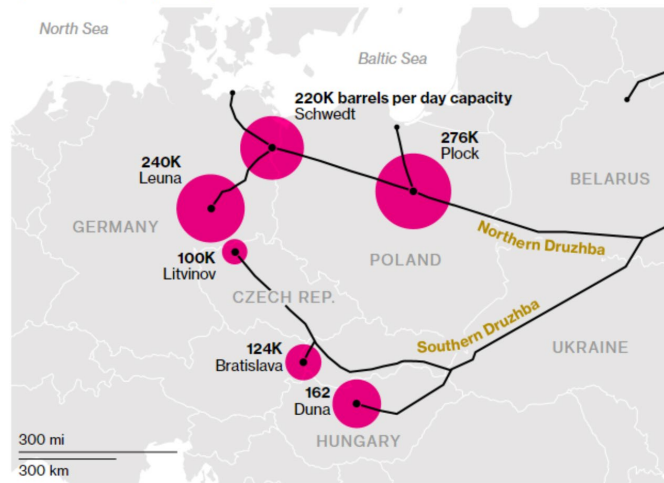 North Sea
Baltic Sea
220K barrels per day capacity
Schwedt
276K
Plock
240K
Leuna
BELARUS
GERMANY
Northern Druzhba
100K
Litvinov
POLAND
CZECH REP.
Southern Druzhba
124K
Bratislava
UKRAINE
162
Duna
HUNGARY
300 mi
300 km